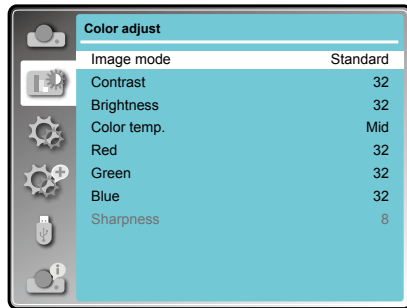 Color adjust
Image mode Standard
Contrast 32
Brightness 32
Color temp. Mid
Red 32
Green 32
Blue 32
Sharpness 8